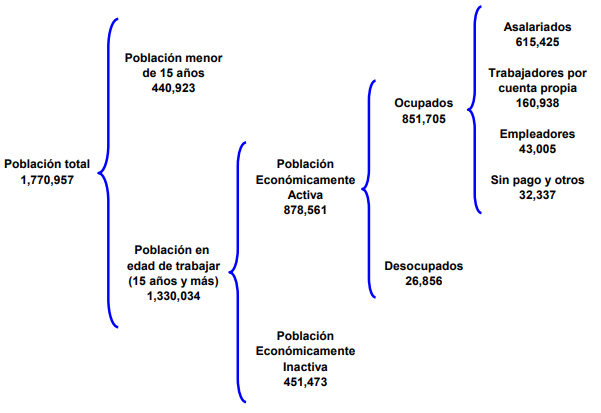 Población total
1,770,957
Población menor
de 15 años
440,923
Población en
edad de trabajar
(15 años y más)
1,330,034
Población
Económicamente
Activa
878,561
Población
Económicamente
Inactiva
451,473
Ocupados
851,705
Desocupados
26,856
Asalariados
615,425
Trabajadores por
cuenta propia
160,938
Empleadores
43,005
Sin pago y otros
32,337